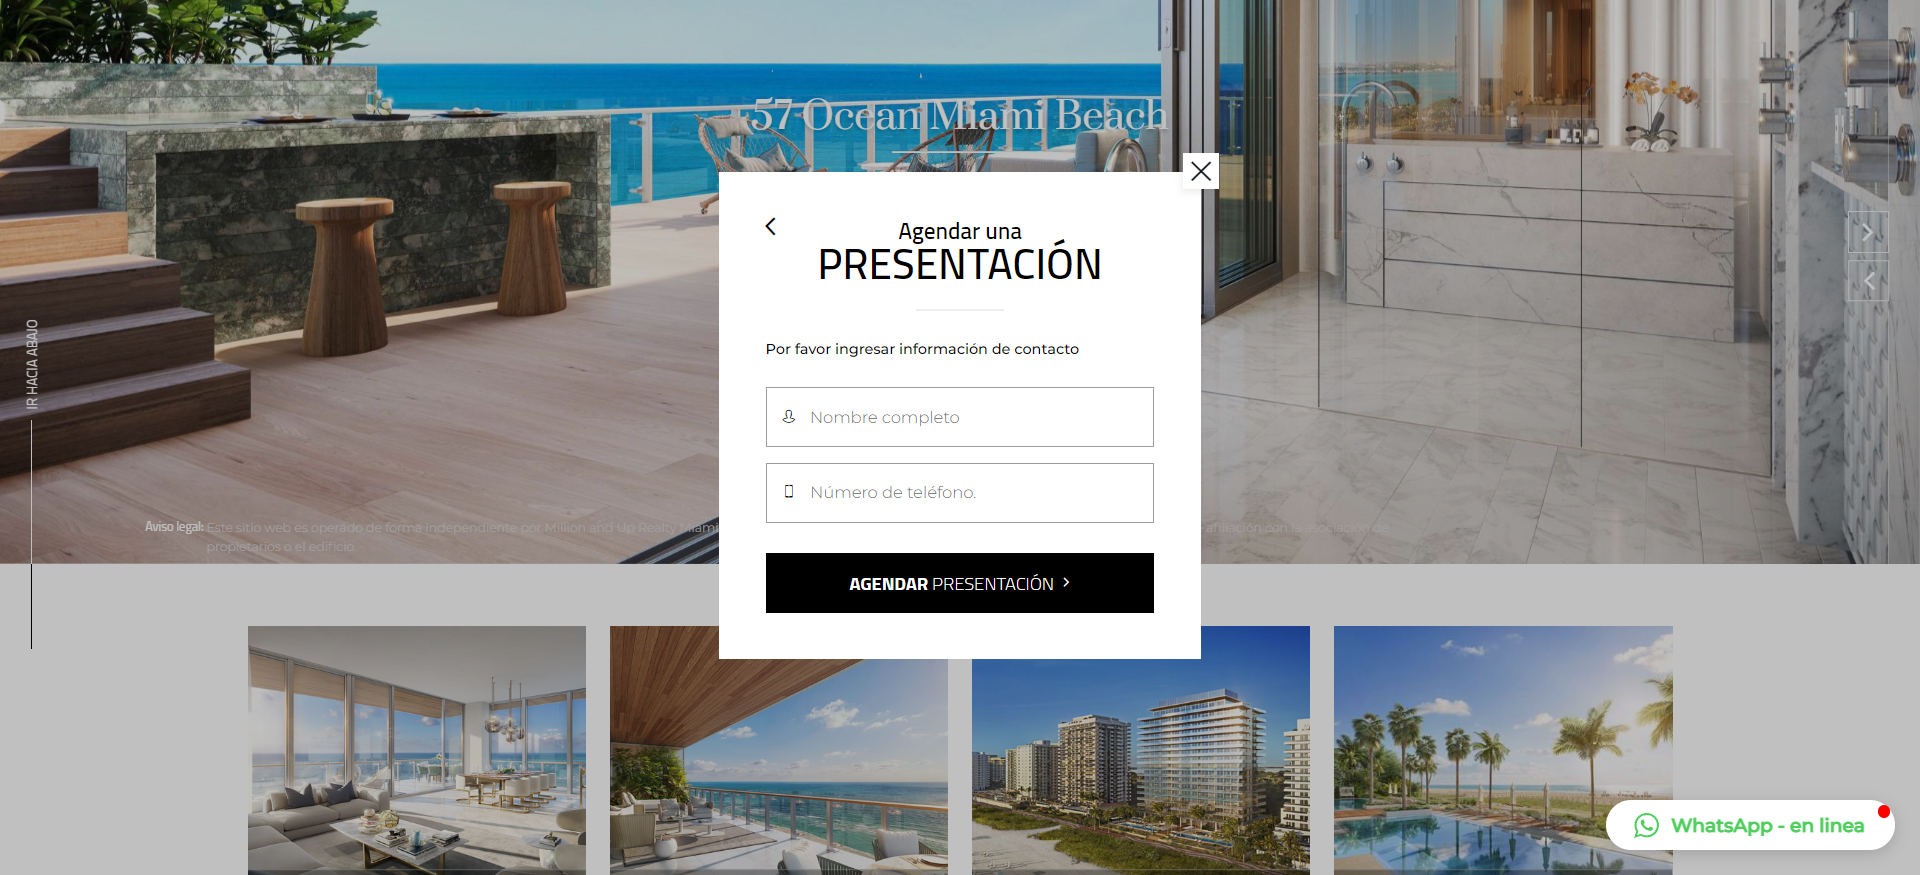 57 Ocean Miami Beach
Agendar una
PRESENTACIÓN
Por favor ingresar información de contacto
Nombre completo
Número de teléfono.
AGENDAR PRESENTACIÓN
IR HACIA ABAJO
Aviso legal: Este sitio web es operado de forma independiente por Million and Up Realty Miami afiliación con la asociación de
propietarios o el edificio.
WhatsApp - en linea